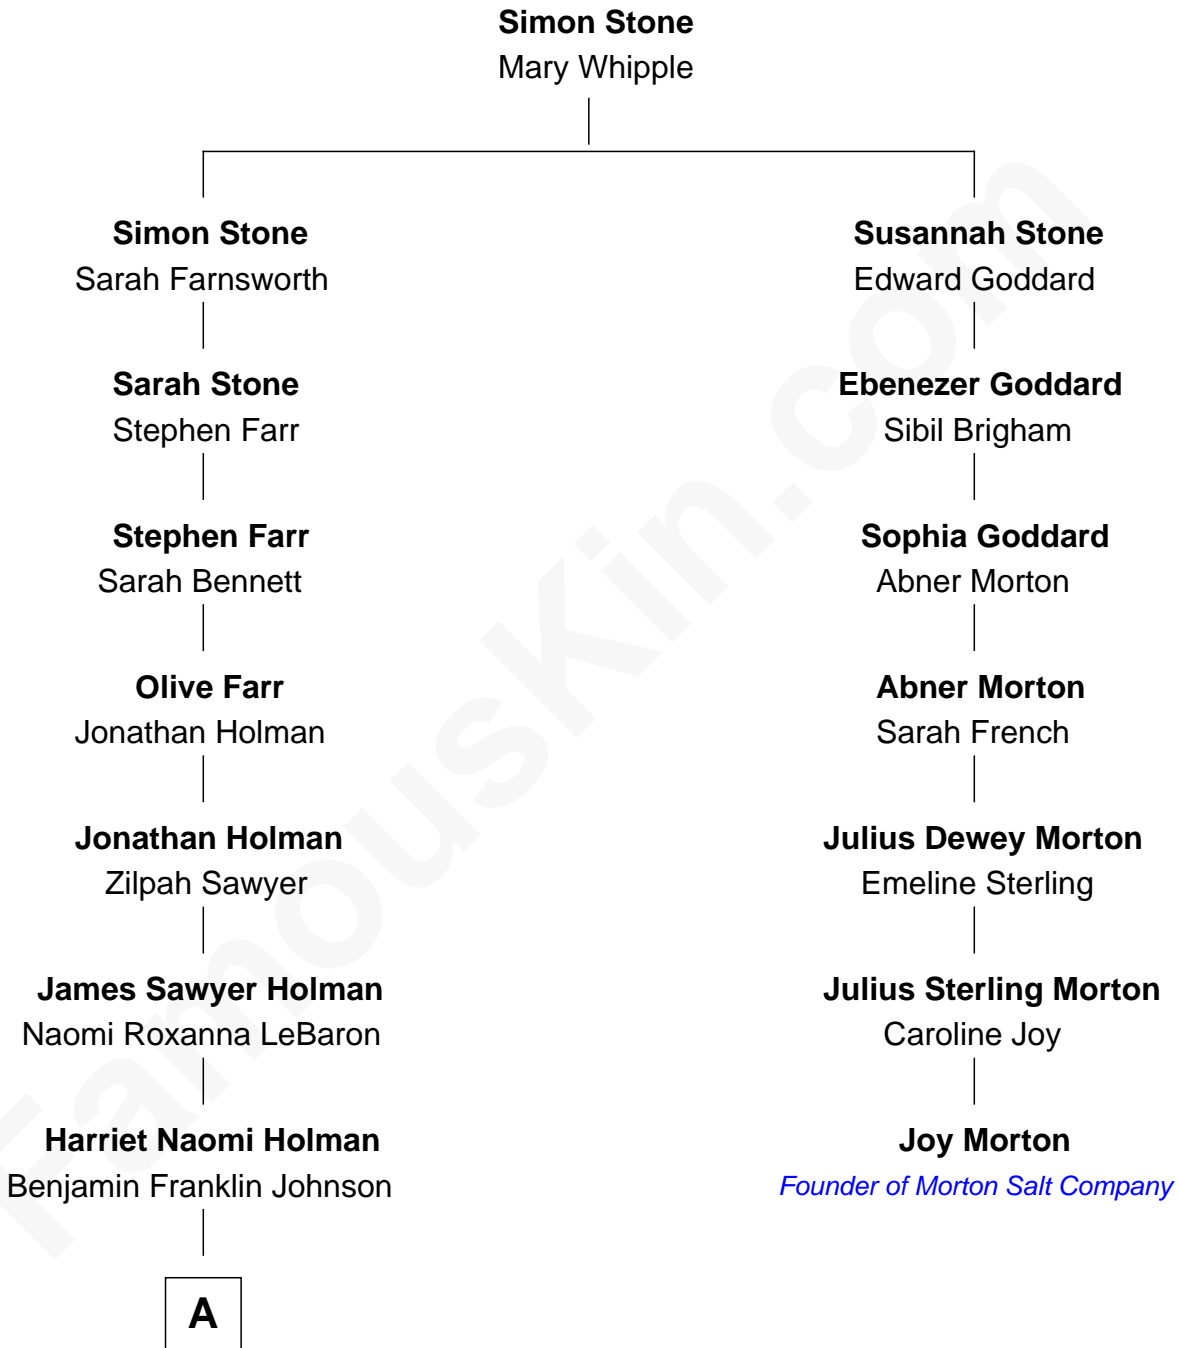 Simon Stone
Mary Whipple
Simon Stone
Sarah Farnsworth
Susannah Stone
Edward Goddard
Sarah Stone
Stephen Farr
Ebenezer Goddard
Sibil Brigham
Stephen Farr
Sarah Bennett
Sophia Goddard
Abner Morton
Olive Farr
Jonathan Holman
Abner Morton
Sarah French
Jonathan Holman
Zilpah Sawyer
Julius Dewey Morton
Emeline Sterling
James Sawyer Holman
Naomi Roxanna LeBaron
Julius Sterling Morton
Caroline Joy
Harriet Naomi Holman
Benjamin Franklin Johnson
Joy Morton
Founder of Morton Salt Company
A
FamousKin.com